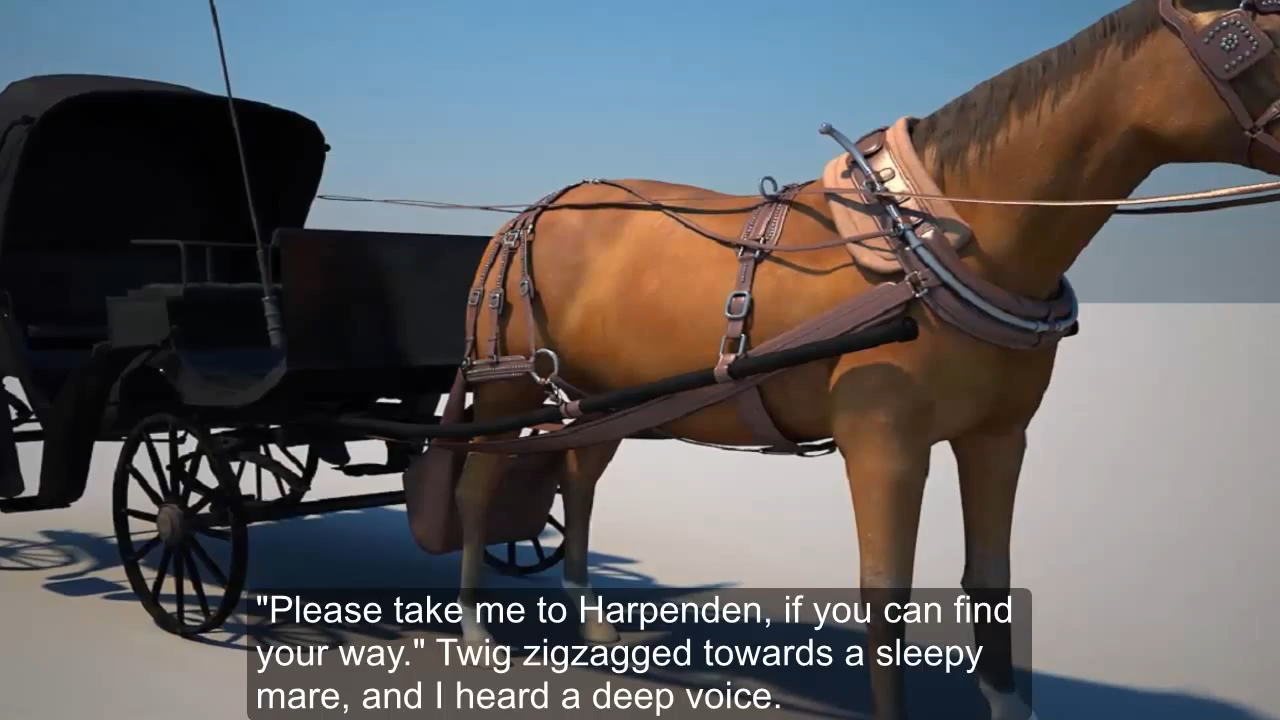 "Please take me to Harpenden, if you can find
your way." Twig zigzagged towards a sleepy
mare, and I heard a deep voice.